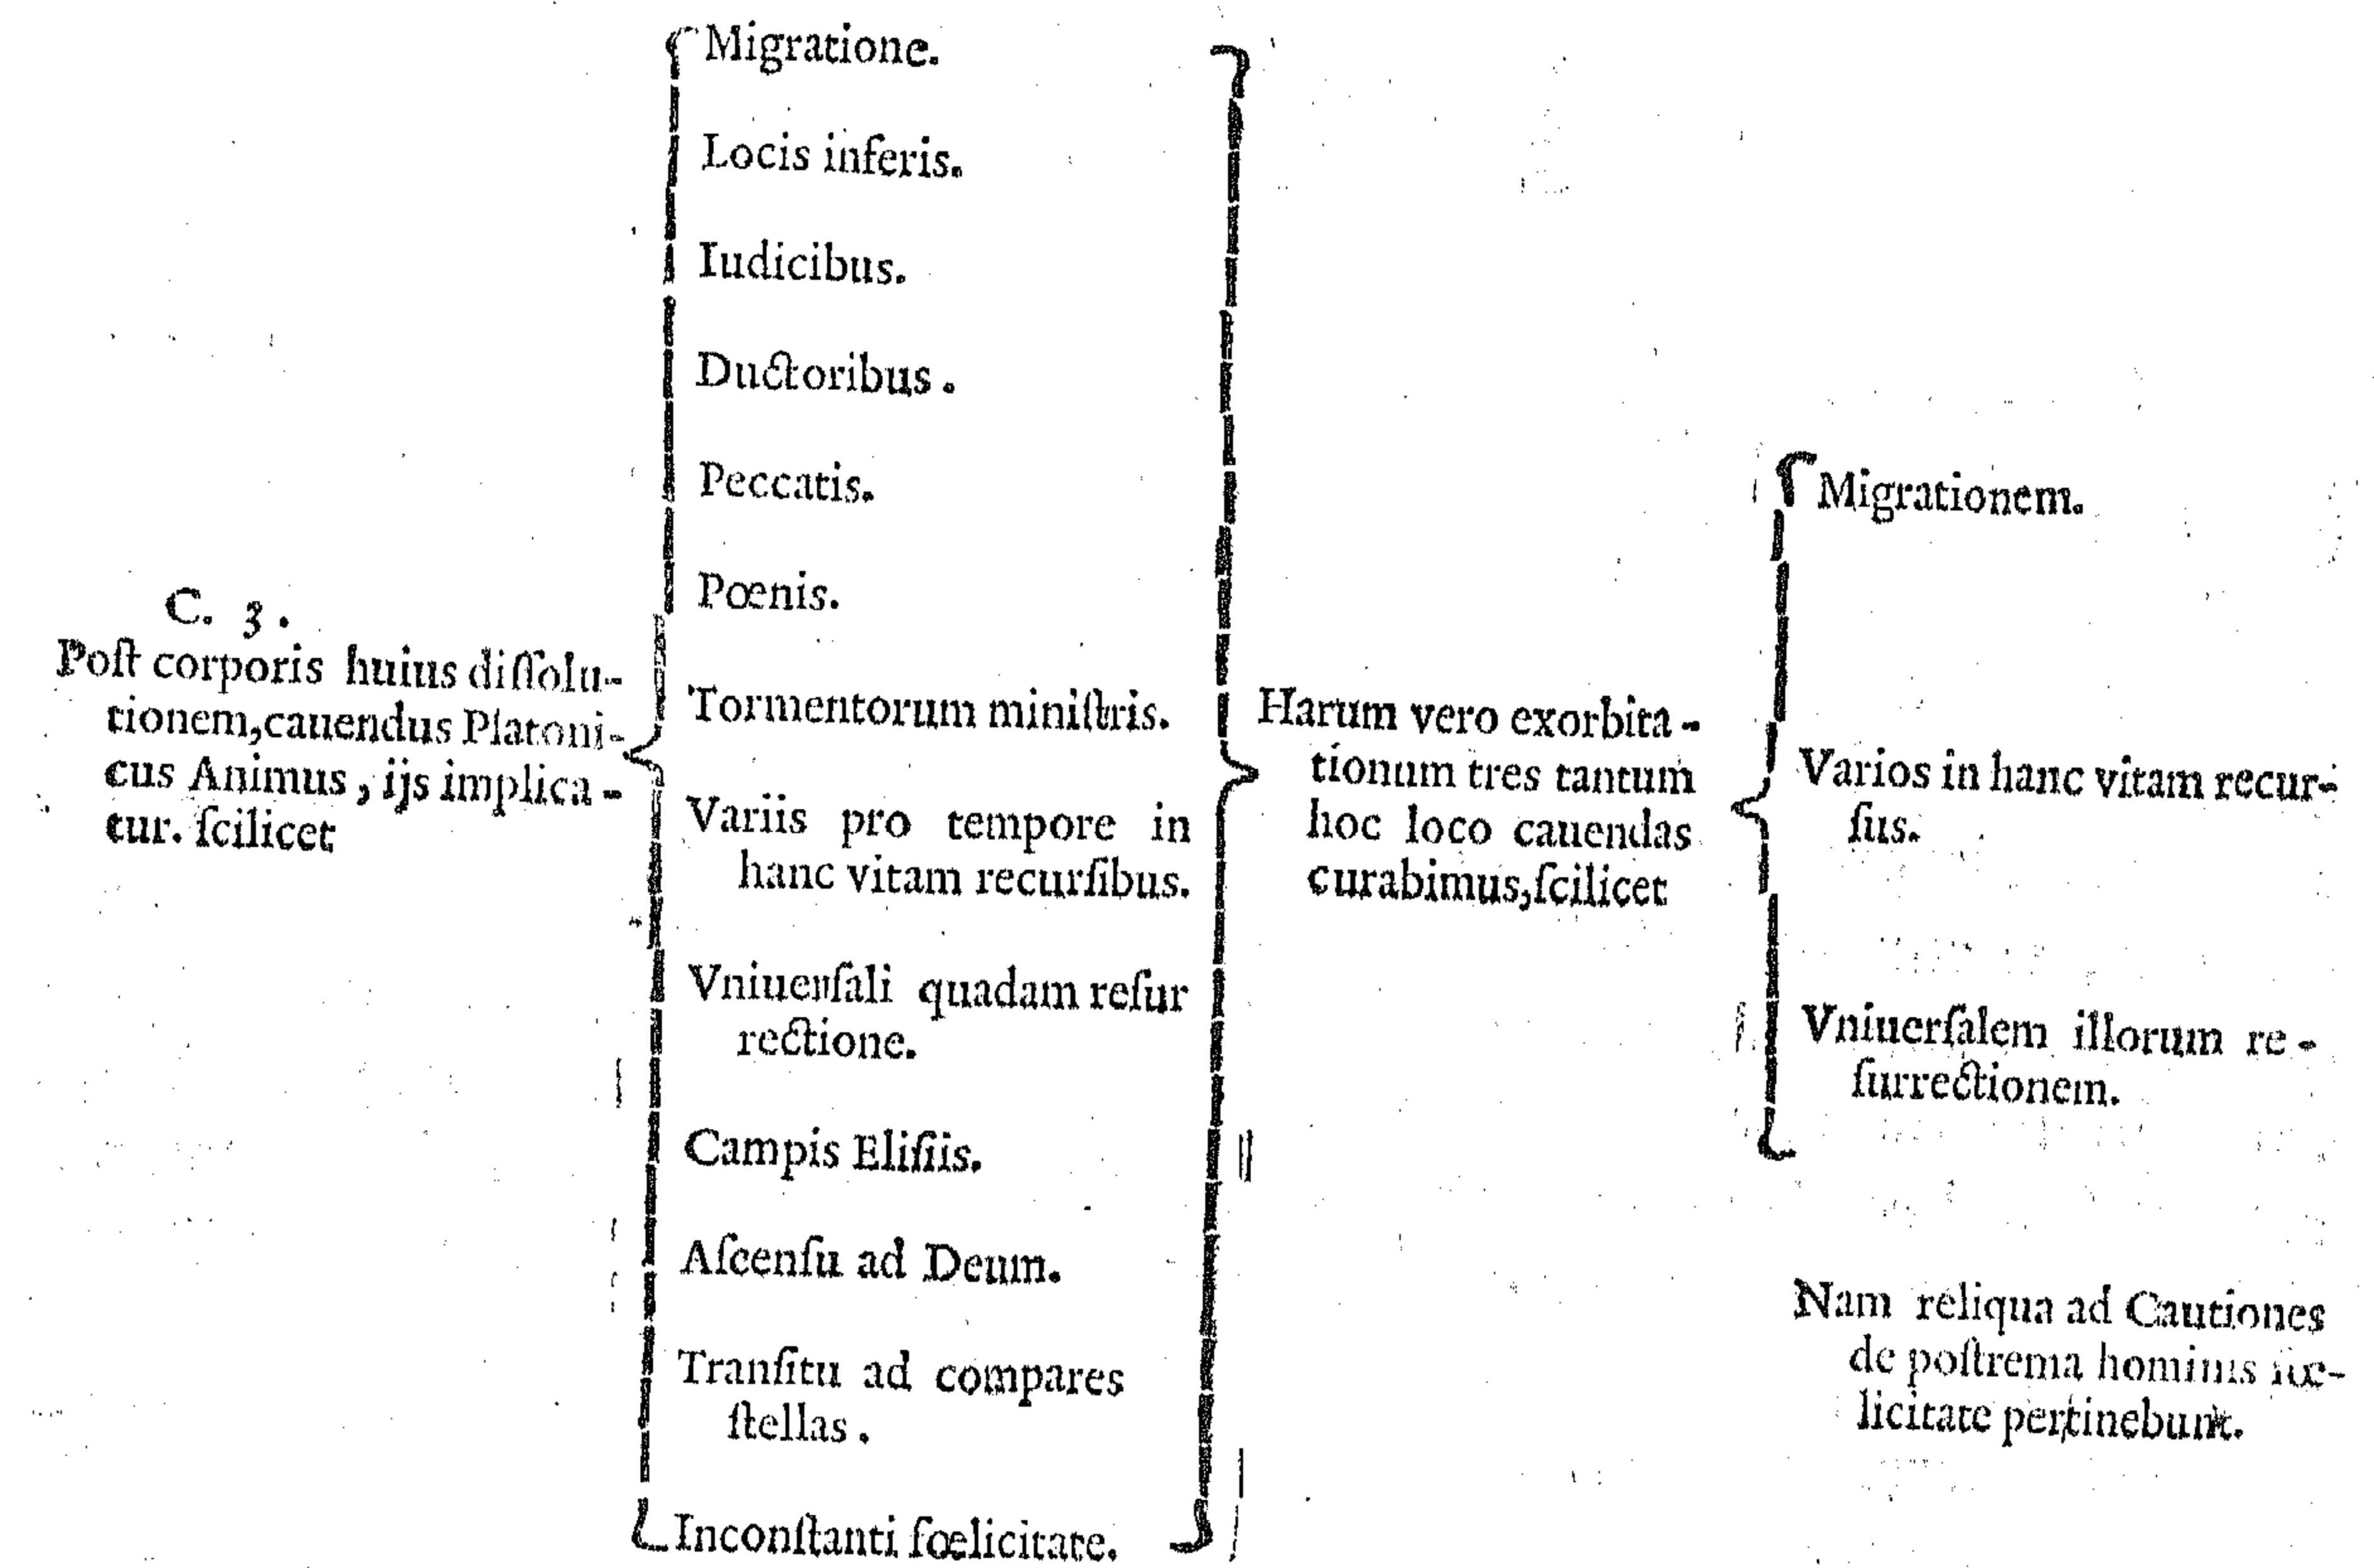 C. 3.
Poſt corporis huius diſſolu-
tionem, cauendus Platoni-
cus Animus, ijs implica-
tur. ſcilicet
Migratione.
Locis inferis.
Iudicibus.
Ductoribus.
Peccatis.
Pœnis.
Tormentorum miniſtris.
Variis pro tempore in
hanc vitam recurſibus.
Vniuerſali quadam reſur
rectione.
Campis Eliſiis.
Aſcenſu ad Deum.
Tranſitu ad compares
ſtellas.
Inconſtanti fœlicitate.
Harum vero exorbita-
tionum tres tantum
hoc loco cauendas
curabimus, ſcilicet
Migrationem.
Varios in hanc vitam recur-
ſus.
Vniuerſalem illorum re-
ſurrectionem.
Nam reliqua ad Cautiones
de poſtrema hominis fœ-
licitate pertinebunt.